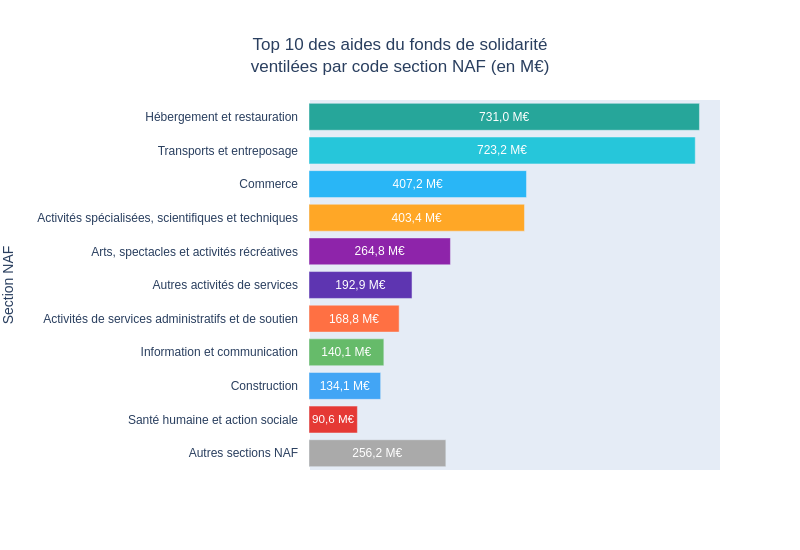 Top 10 des aides du fonds de solidarité
ventilées par code section NAF (en M€)
Section NAF
Hébergement et restauration 731,0 M€
Transports et entreposage 723,2 M€
Commerce 407,2 M€
Activités spécialisées, scientifiques et techniques 403,4 M€
Arts, spectacles et activités récréatives 264,8 M€
Autres activités de services 192,9 M€
Activités de services administratifs et de soutien 168,8 M€
Information et communication 140,1 M€
Construction 134,1 M€
Santé humaine et action sociale 90,6 M€
Autres sections NAF 256,2 M€